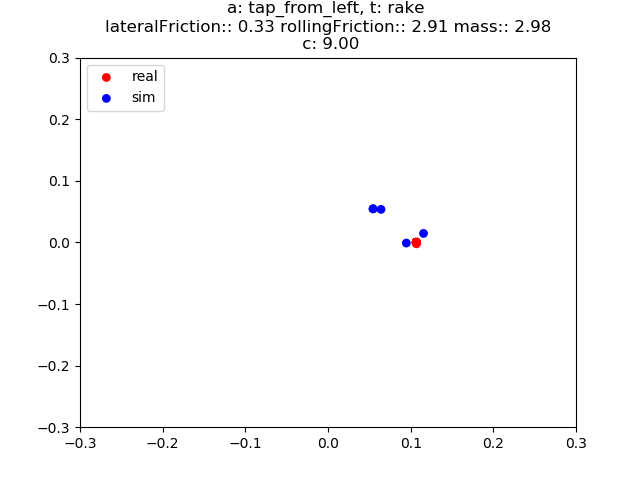 a: tap_from_left, t: rake
lateralFriction:: 0.33 rollingFriction:: 2.91 mass:: 2.98
c: 9.00
real
sim
0.3
0.2
0.1
0.0
−0.1
−0.2
−0.3
−0.3 −0.2 −0.1 0.0 0.1 0.2 0.3